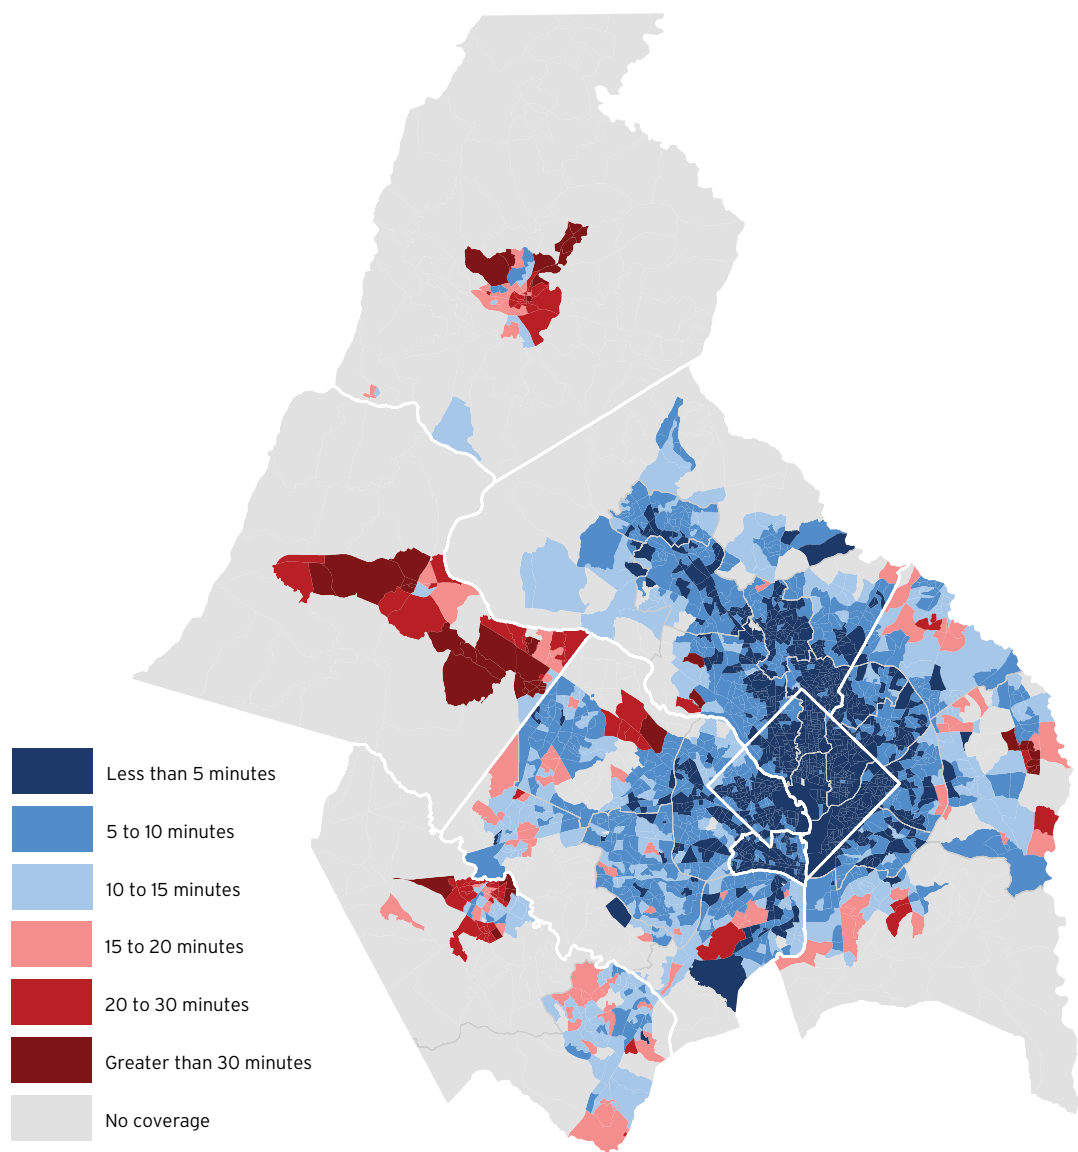 Less than 5 minutes
5 to 10 minutes
10 to 15 minutes
15 to 20 minutes
20 to 30 minutes
Greater than 30 minutes
No coverage